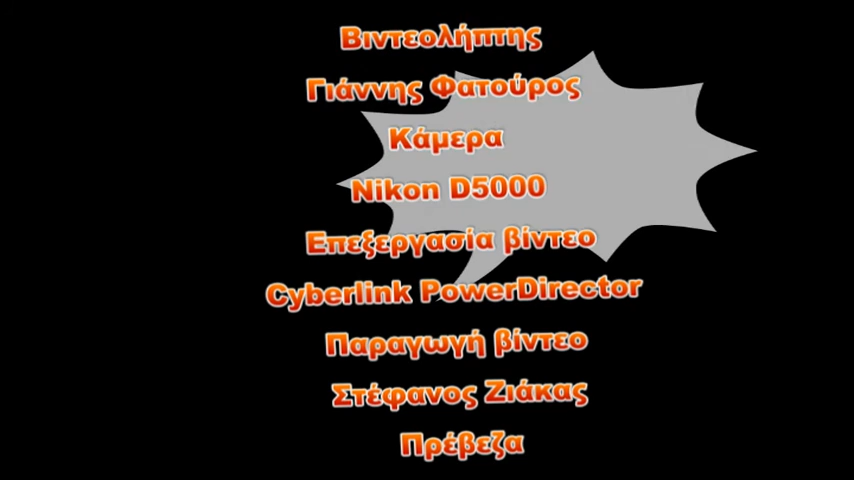 Βιντεολήπτης
Γιάννης Φατούρος
Κάμερα
Nikon D5000
Επεξεργασία βίντεο
Cyberlink PowerDirector
Παραγωγή βίντεο
Στέφανος Ζιάκας
Πρέβεζα